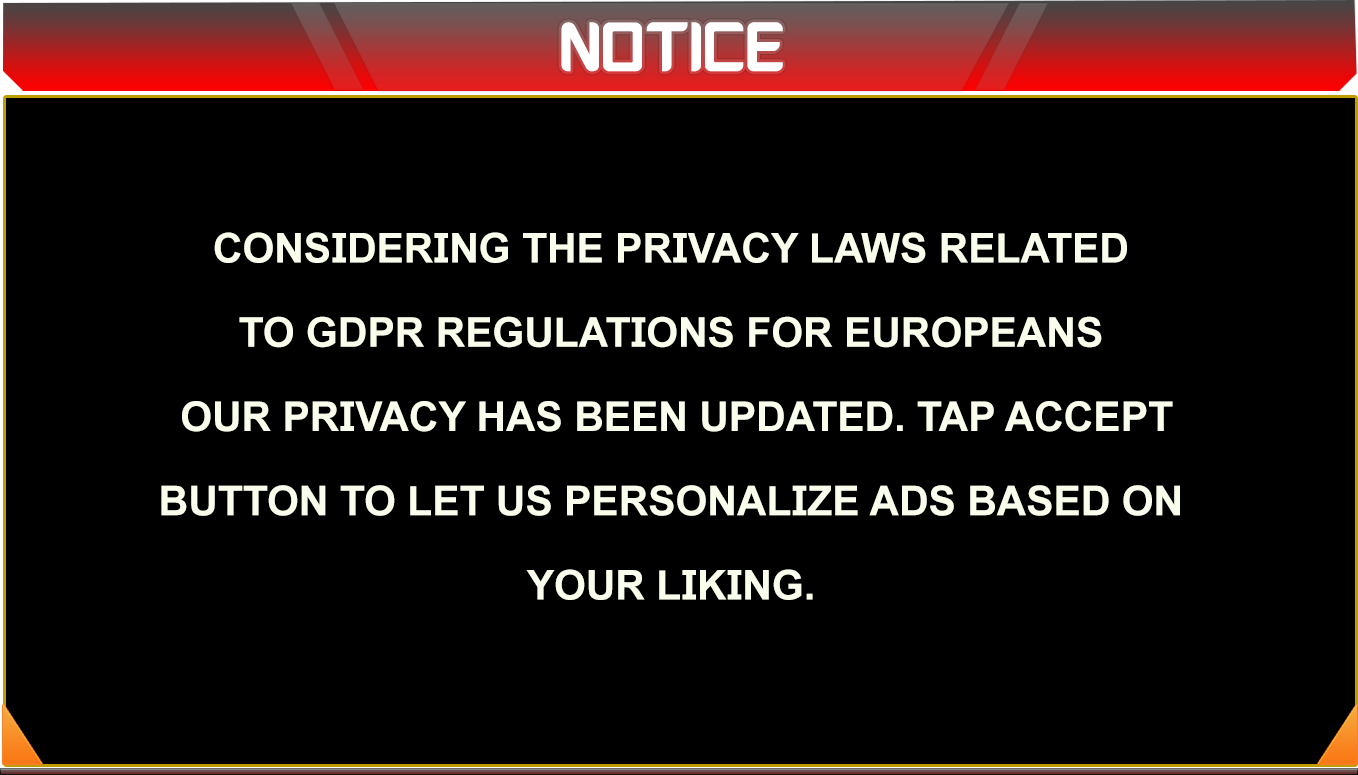 NOTICE
CONSIDERING THE PRIVACY LAWS RELATED
TO GDPR REGULATIONS FOR EUROPEANS
OUR PRIVACY HAS BEEN UPDATED. TAP ACCEPT
BUTTON TO LET US PERSONALIZE ADS BASED ON
YOUR LIKING.